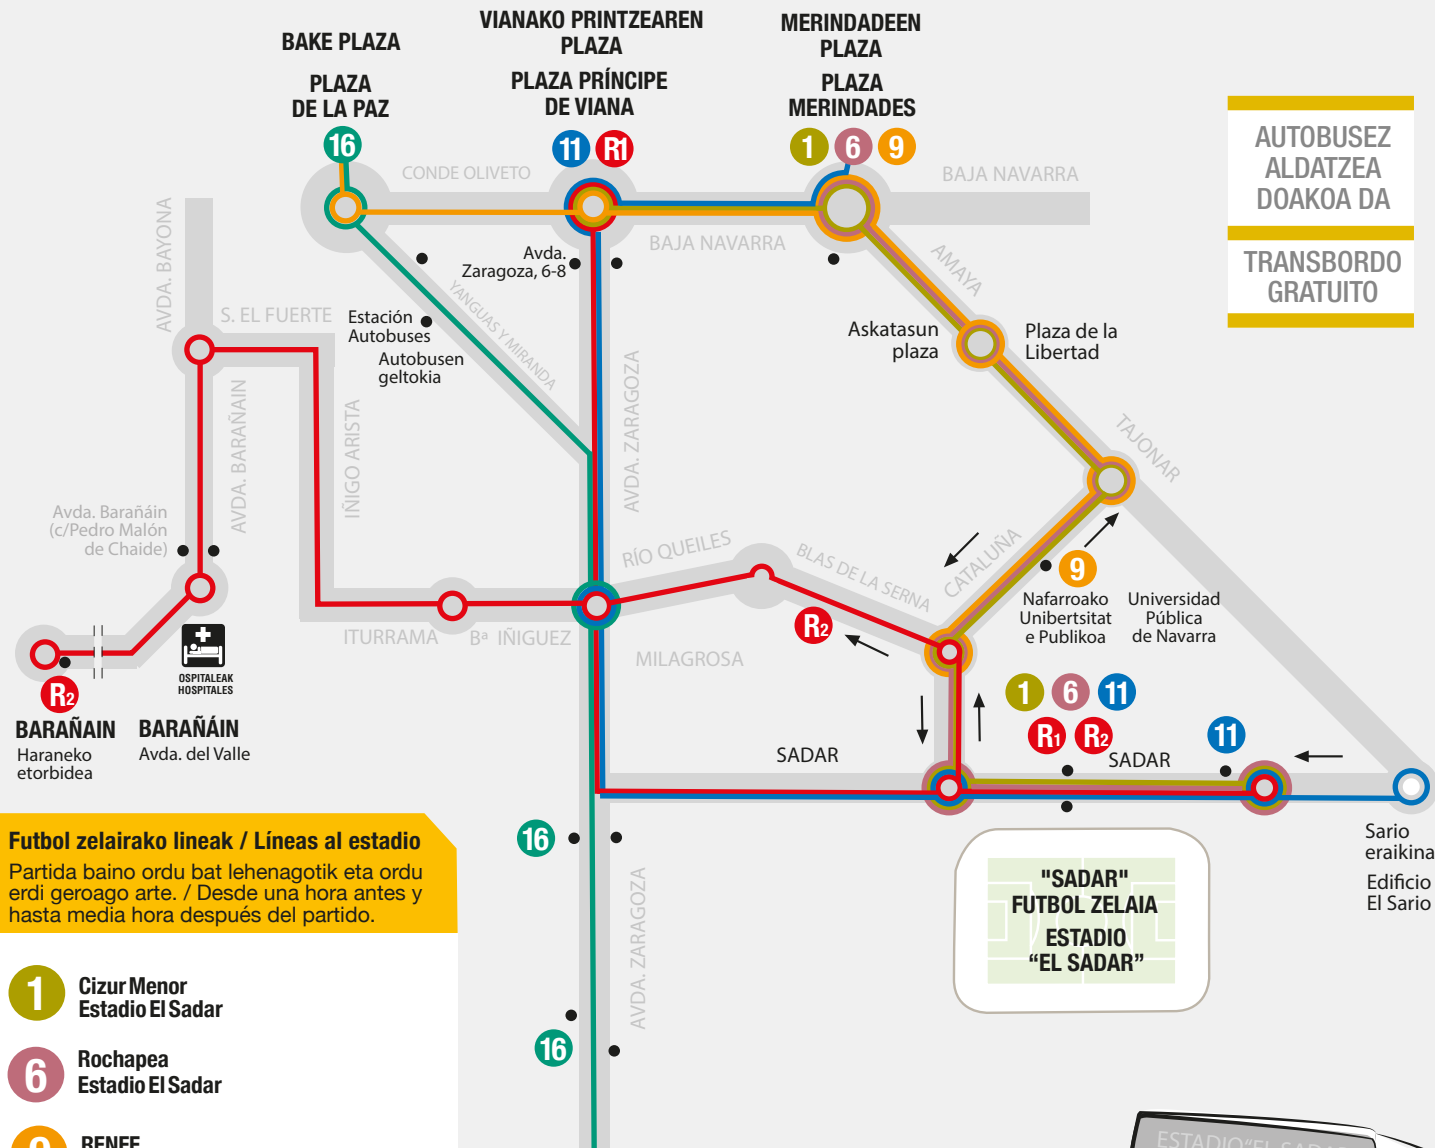 BAKE PLAZA
PLAZA
DE LA PAZ
16
VIANAKO PRINTZEAREN
PLAZA
PLAZA PRÍNCIPE
DE VIANA
11 R1
MERINDADEEN
PLAZA
PLAZA
MERINDADES
1 6 9
AUTOBUSEZ
ALDATZEA
DOAKOA DA
TRANSBORDO
GRATUITO
CONDE OLIVETO
BAJA NAVARRA
BAJA NAVARRA
AVDA. BAYONA
S. EL FUERTE
Avda.
Zaragoza, 6-8
Estación
Autobuses
Autobusen
geltokia
YANGUAS Y MIRANDA
AVDA. ZARAGOZA
AMAYA
Askatasun
plaza
Plaza de la
Libertad
TAJONAR
AVDA. BARAÑAIN
IÑIGO ARISTA
Avda. Barañáin
(c/Pedro Malón
de Chaide)
RÍO QUEILES
BLAS DE LA SERNA
CATALUÑA
9
Nafarroako
Unibertsitat
e Publikoa
Universidad
Pública
de Navarra
R2
ITURRAMA
Bª IÑIGUEZ
MILAGROSA
OSPITALEAK
HOSPITALES
R2
BARAÑAIN
Haraneko
etorbidea
BARAÑÁIN
Avda. del Valle
1 6 11
R1 R2
11
SADAR
SADAR
Sario
eraikina
Edificio
El Sario
16
"SADAR"
FUTBOL ZELAIA
ESTADIO
“EL SADAR”
AVDA. ZARAGOZA
16
Futbol zelairako lineak / Líneas al estadio
Partida baino ordu bat lehenagotik eta ordu
erdi geroago arte. / Desde una hora antes y
hasta media hora después del partido.
1
Cizur Menor
Estadio El Sadar
6
Rochapea
Estadio El Sadar
9
RENFE
ESTADIO “EL SADAR